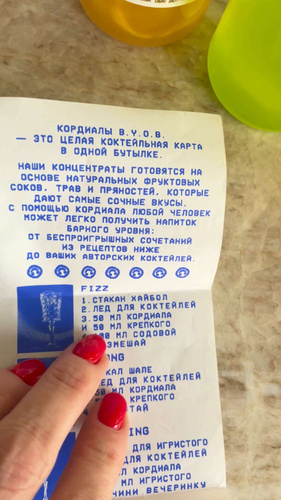 КОРДИАЛЫ B.Y.O.B.
— ЭТО ЦЕЛАЯ КОКТЕЙЛЬНАЯ КАРТА
В ОДНОЙ БУТЫЛКЕ.
НАШИ КОНЦЕНТРАТЫ ГОТОВЯТСЯ НА
ОСНОВЕ НАТУРАЛЬНЫХ ФРУКТОВЫХ
СОКОВ, ТРАВ И ПРЯНОСТЕЙ, КОТОРЫЕ
ДАЮТ САМЫЕ СОЧНЫЕ ВКУСЫ.
С ПОМОЩЬЮ КОРДИАЛА ЛЮБОЙ ЧЕЛОВЕК
МОЖЕТ ЛЕГКО ПОЛУЧИТЬ НАПИТОК
БАРНОГО УРОВНЯ:
ОТ БЕСПРОИГРЫШНЫХ СОЧЕТАНИЙ
ИЗ РЕЦЕПТОВ НИЖЕ
ДО ВАШИХ АВТОРСКИХ КОКТЕЙЛЕЙ.
FIZZ
1.СТАКАН ХАЙБОЛ
2.ЛЕД ДЛЯ КОКТЕЙЛЕЙ
3.50 МЛ КОРДИАЛА
И 50 МЛ КРЕПКОГО
МЛ СОДОВОЙ
ЗМЕШАЙ
NG
КАЛ ШАЛЕ
ЛЕД ДЛЯ КОКТЕЙЛЕЙ
МЛ КОРДИАЛА
КРЕПКОГО
ТАЙ
ING
ДЛЯ ИГРИСТОГО
ДЛЯ КОКТЕЙЛЕЙ
Л КОРДИАЛА
МЛ ИГРИСТОГО
ЧИНИ ВЕЧЕРИНКУ